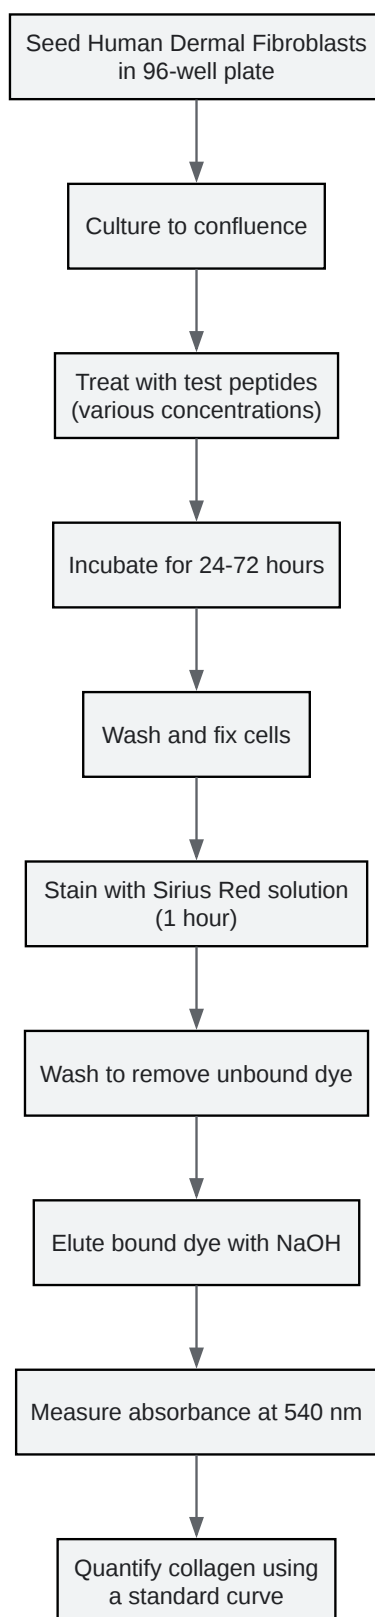 Seed Human Dermal Fibroblasts
in 96-well plate
Culture to confluence
Treat with test peptides
(various concentrations)
Incubate for 24-72 hours
Wash and fix cells
Stain with Sirius Red solution
(1 hour)
Wash to remove unbound dye
Elute bound dye with NaOH
Measure absorbance at 540 nm
Quantify collagen using
a standard curve